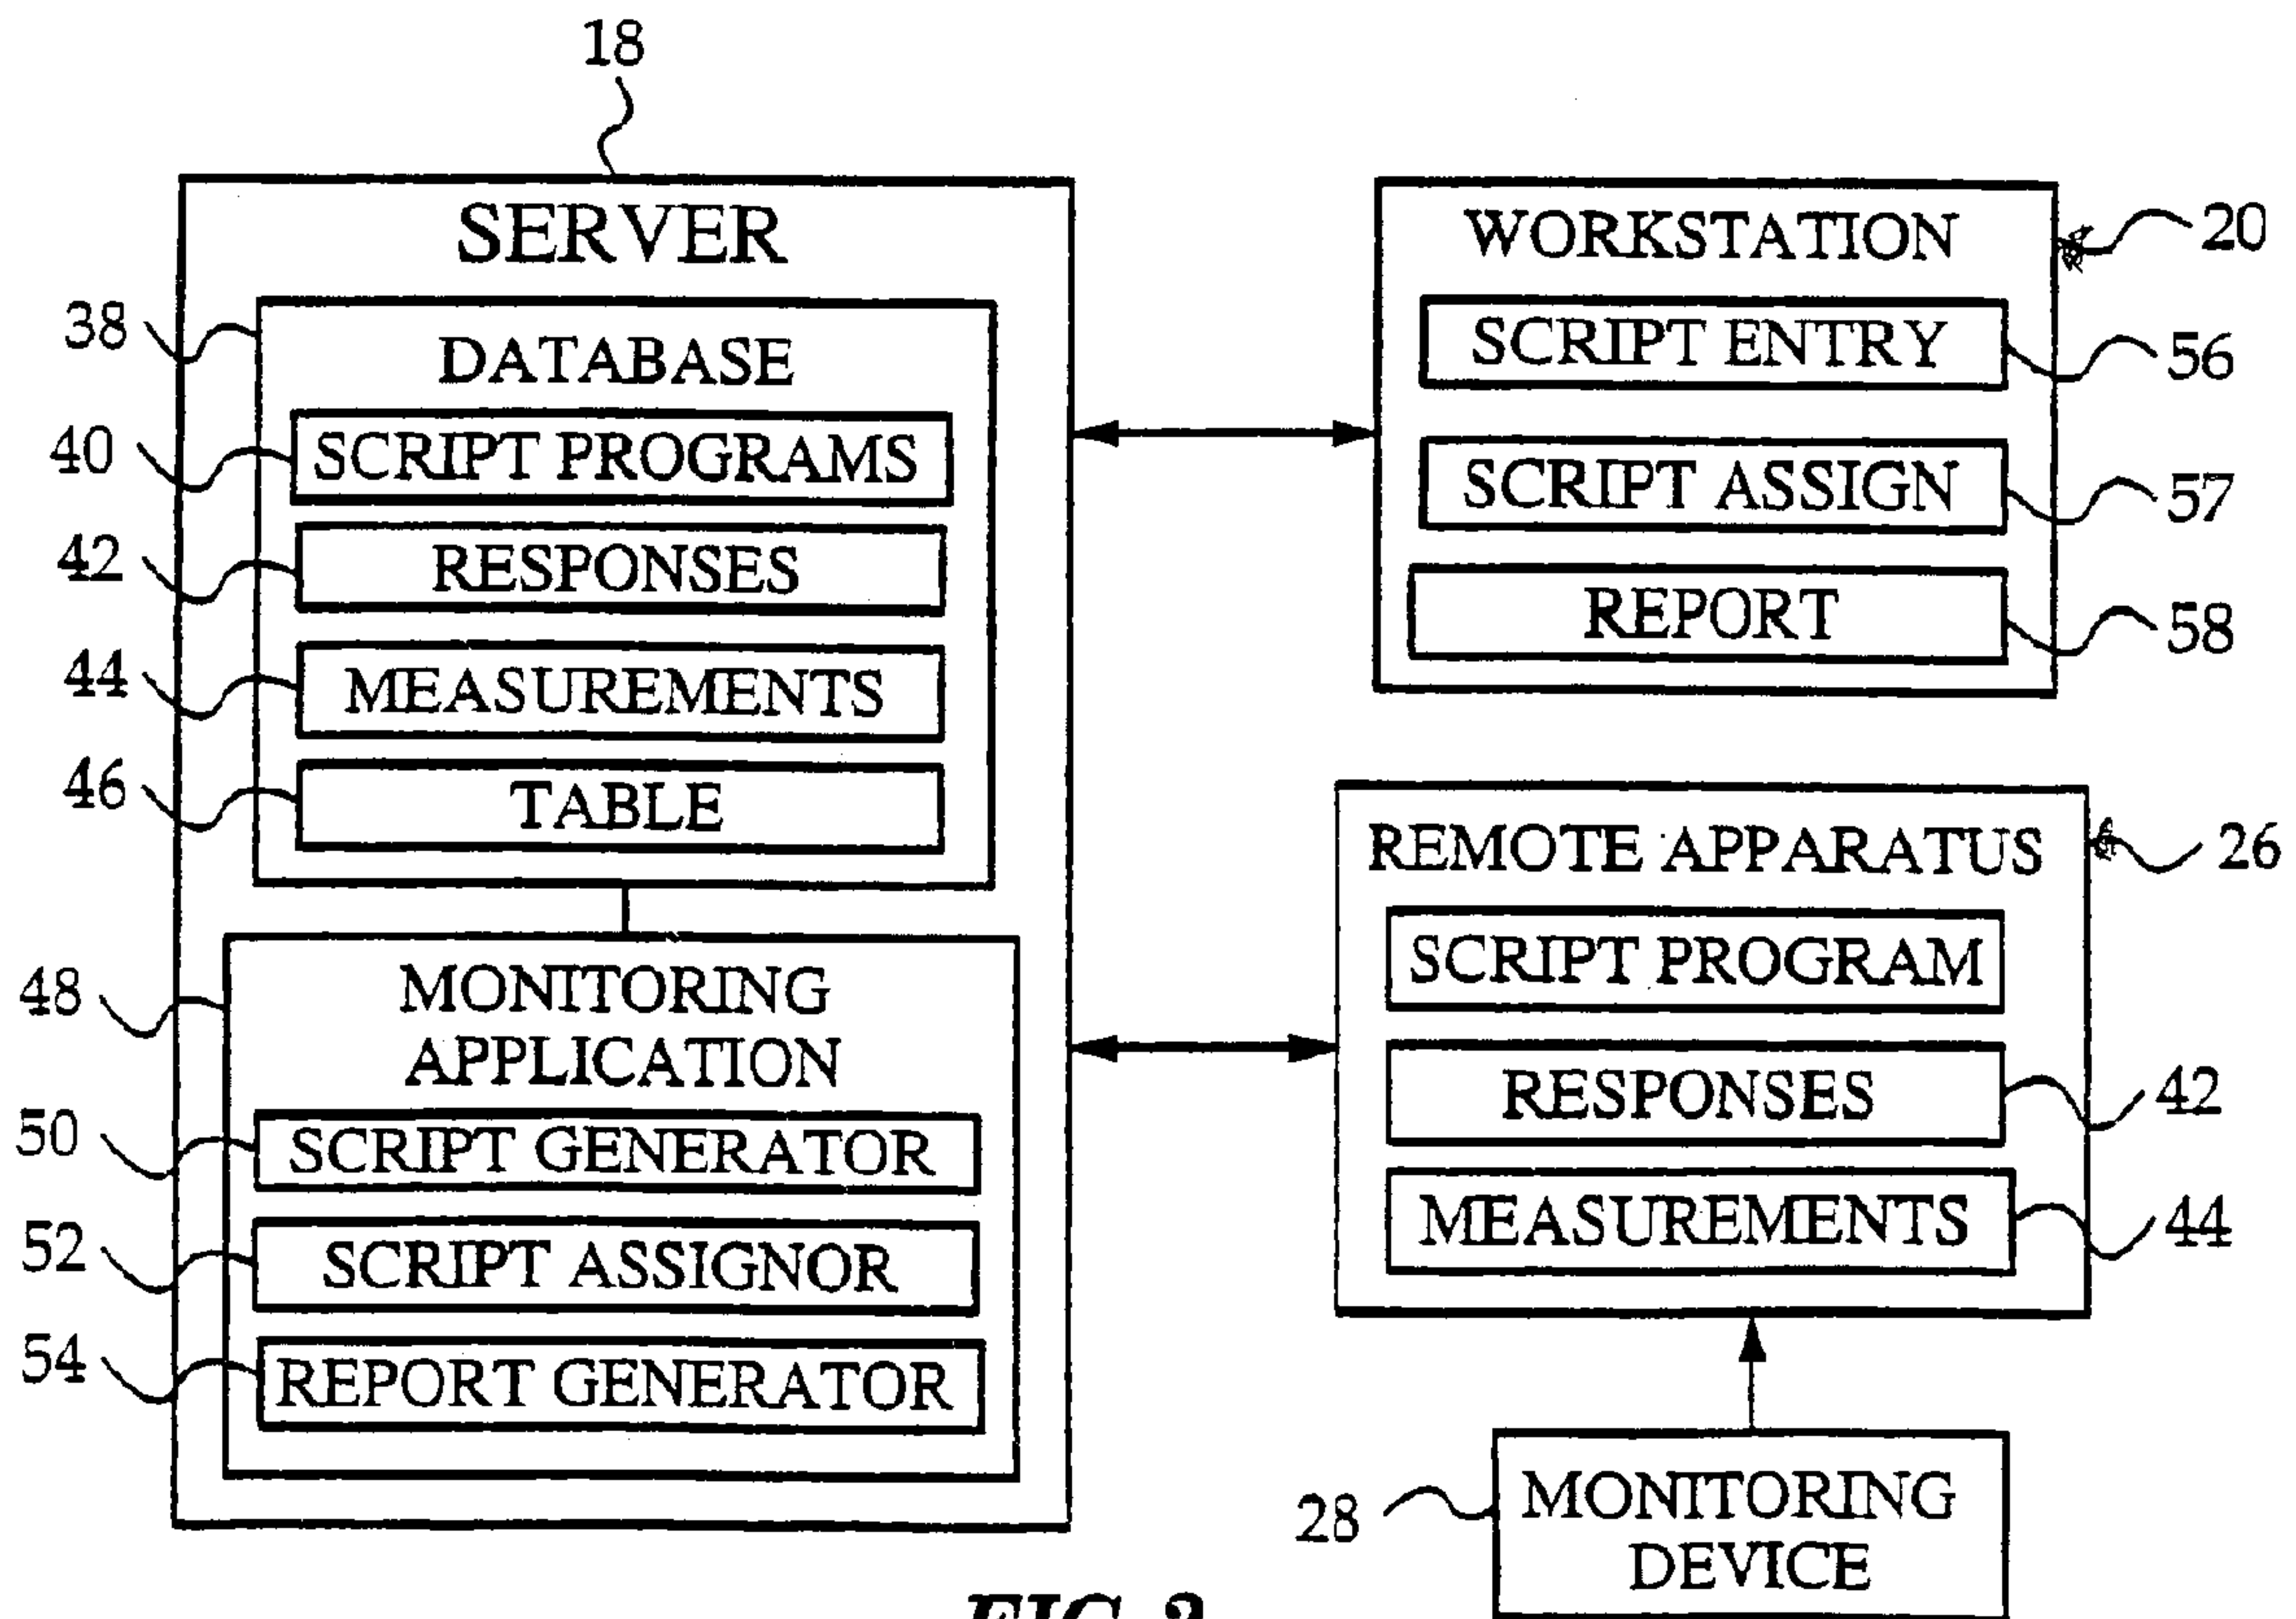 18
SERVER
38
DATABASE
40
SCRIPT PROGRAMS
42
RESPONSES
44
MEASUREMENTS
46
TABLE
48
MONITORING
APPLICATION
50
SCRIPT GENERATOR
52
SCRIPT ASSIGNOR
54
REPORT GENERATOR
WORKSTATION
20
SCRIPT ENTRY
56
SCRIPT ASSIGN
57
REPORT
58
REMOTE APPARATUS
26
SCRIPT PROGRAM
RESPONSES
42
MEASUREMENTS
44
28
MONITORING
DEVICE
FIG. 2